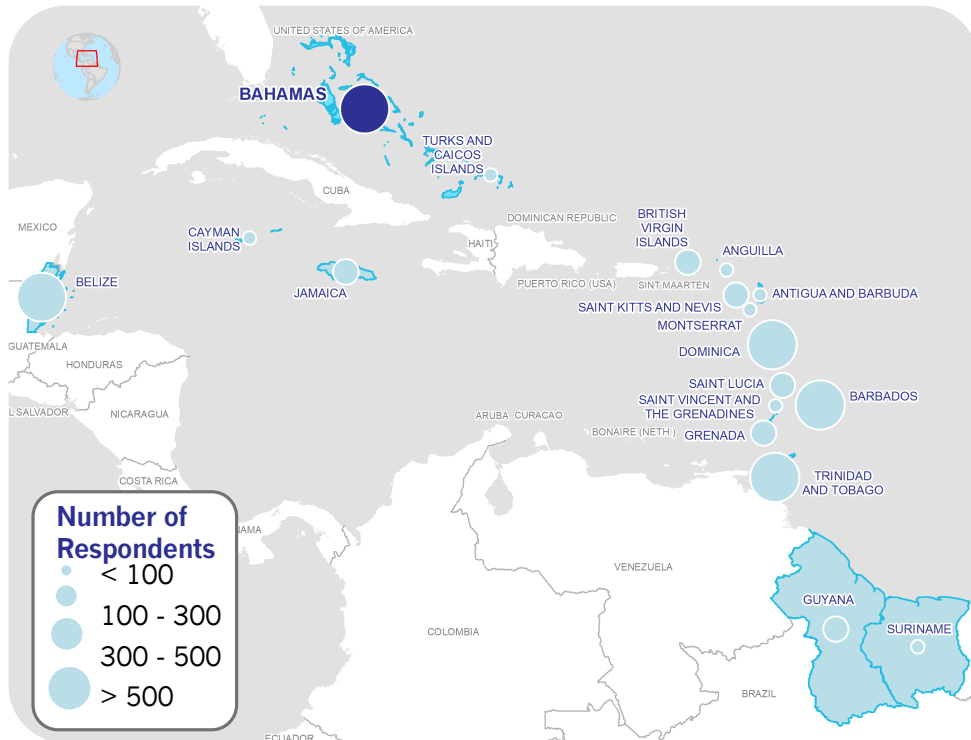 UNITED STATES OF AMERICA
BAHAMAS
TURKS AND
CAICOS
ISLANDS
CUBA
MEXICO
CAYMAN
ISLANDS
HAITI
DOMINICAN REPUBLIC
BRITISH
VIRGIN
ISLANDS
ANGUILLA
BELIZE
JAMAICA
PUERTO RICO (USA)
SINT MAARTEN
ANTIGUA AND BARBUDA
SAINT KITTS AND NEVIS
MONTSERRAT
GUATEMALA
DOMINICA
HONDURAS
SAINT LUCIA
BARBADOS
SAINT VINCENT AND
THE GRENADINES
L SALVADOR
NICARAGUA
ARUBA
CURACAO
BONAIRE (NETH.)
GRENADA
COSTA RICA
TRINIDAD
AND TOBAGO
NAMA
VENEZUELA
GUYANA
SURINAME
COLOMBIA
BRAZIL
ECUADOR
Number of
Respondents
< 100
100 - 300
300 - 500
> 500